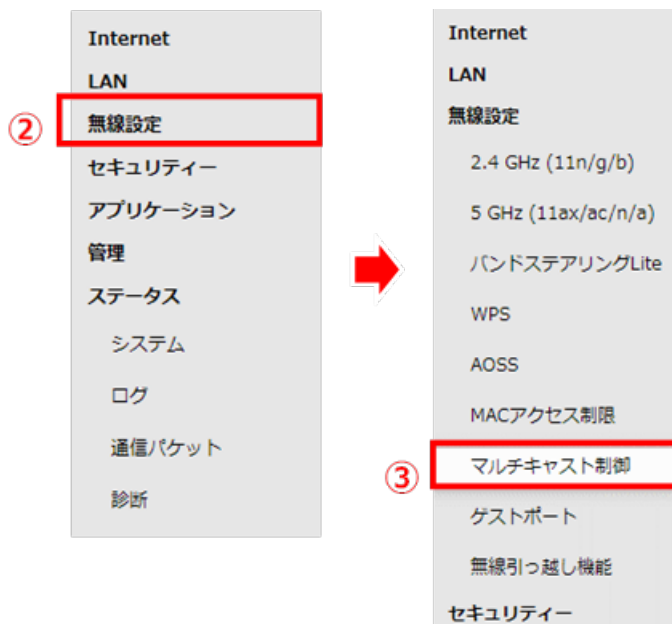 Internet
LAN
② 無線設定
セキュリティー
アプリケーション
管理
ステータス
システム
ログ
通信パケット
診断
Internet
LAN
無線設定
2.4 GHz (11n/g/b)
5 GHz (11ax/ac/n/a)
バンドステアリングLite
WPS
AOSS
MACアクセス制限
③ マルチキャスト制御
ゲストポート
無線引っ越し機能
セキュリティー